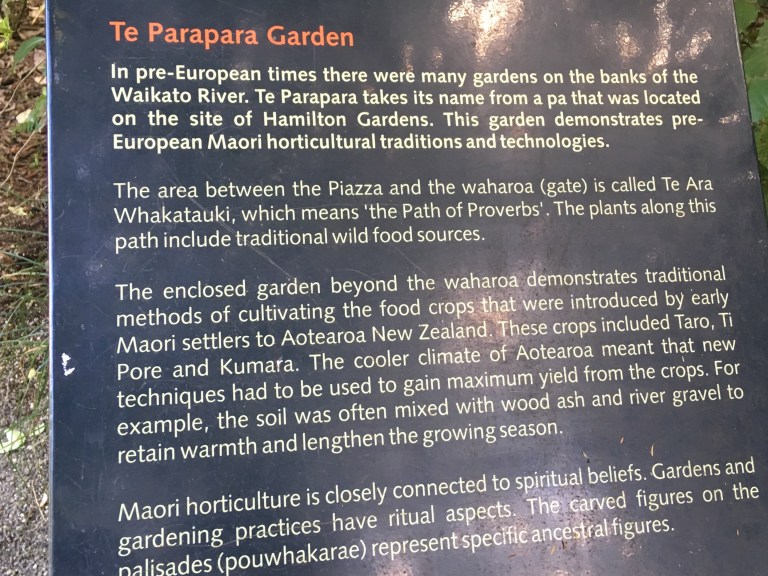 Te Parapara Garden
In pre-European times there were many gardens on the banks of the
Waikato River. Te Parapara takes its name from a pa that was located
on the site of Hamilton Gardens. This garden demonstrates pre-
European Maori horticultural traditions and technologies.
The area between the Piazza and the waharoa (gate) is called Te Ara
Whakatauki, which means 'the Path of Proverbs'. The plants along this
path include traditional wild food sources.
The enclosed garden beyond the waharoa demonstrates traditional
methods of cultivating the food crops that were introduced by early
Maori settlers to Aotearoa New Zealand. These crops included Taro, Ti
Pore and Kumara. The cooler climate of Aotearoa meant that new
techniques had to be used to gain maximum yield from the crops. For
example, the soil was often mixed with wood ash and river gravel to
retain warmth and lengthen the growing season.
Maori horticulture is closely connected to spiritual beliefs. Gardens and
gardening practices have ritual aspects. The carved figures on the
palisades (pouwhakarae) represent specific ancestral figures.